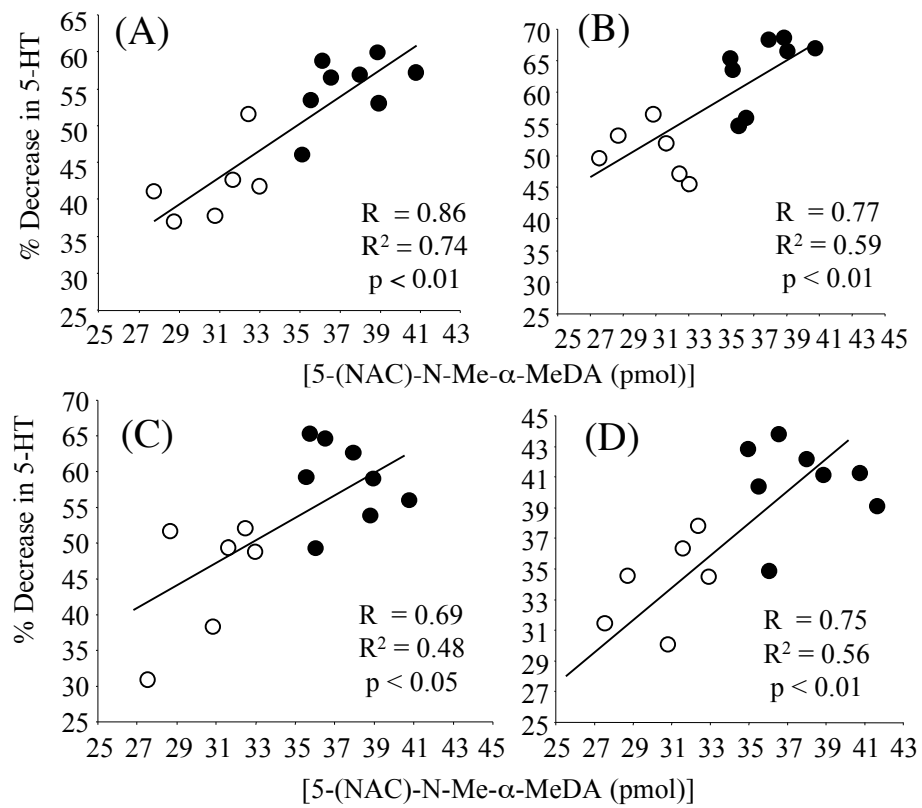 (A)
% Decrease in 5-HT
65
60
55
50
45
40
35
30
25
R = 0.86
R² = 0.74
p < 0.01
25 29 33 37 39 43
(B)
70
65
60
55
50
45
40
35
30
25
R = 0.77
R² = 0.59
p < 0.01
25 27 29 31 33 35 37 39 41 43 45
[5-(NAC)-N-Me-α-MeDA (pmol)]
(C)
% Decrease in 5-HT
70
65
60
55
50
45
40
35
30
25
R = 0.69
R² = 0.48
p < 0.05
25 27 29 31 33 35 37 39 41 43 45
(D)
45
43
41
39
37
35
33
31
29
27
25
R = 0.75
R² = 0.56
p < 0.01
25 27 29 31 33 35 37 39 41 43
[5-(NAC)-N-Me-α-MeDA (pmol)]